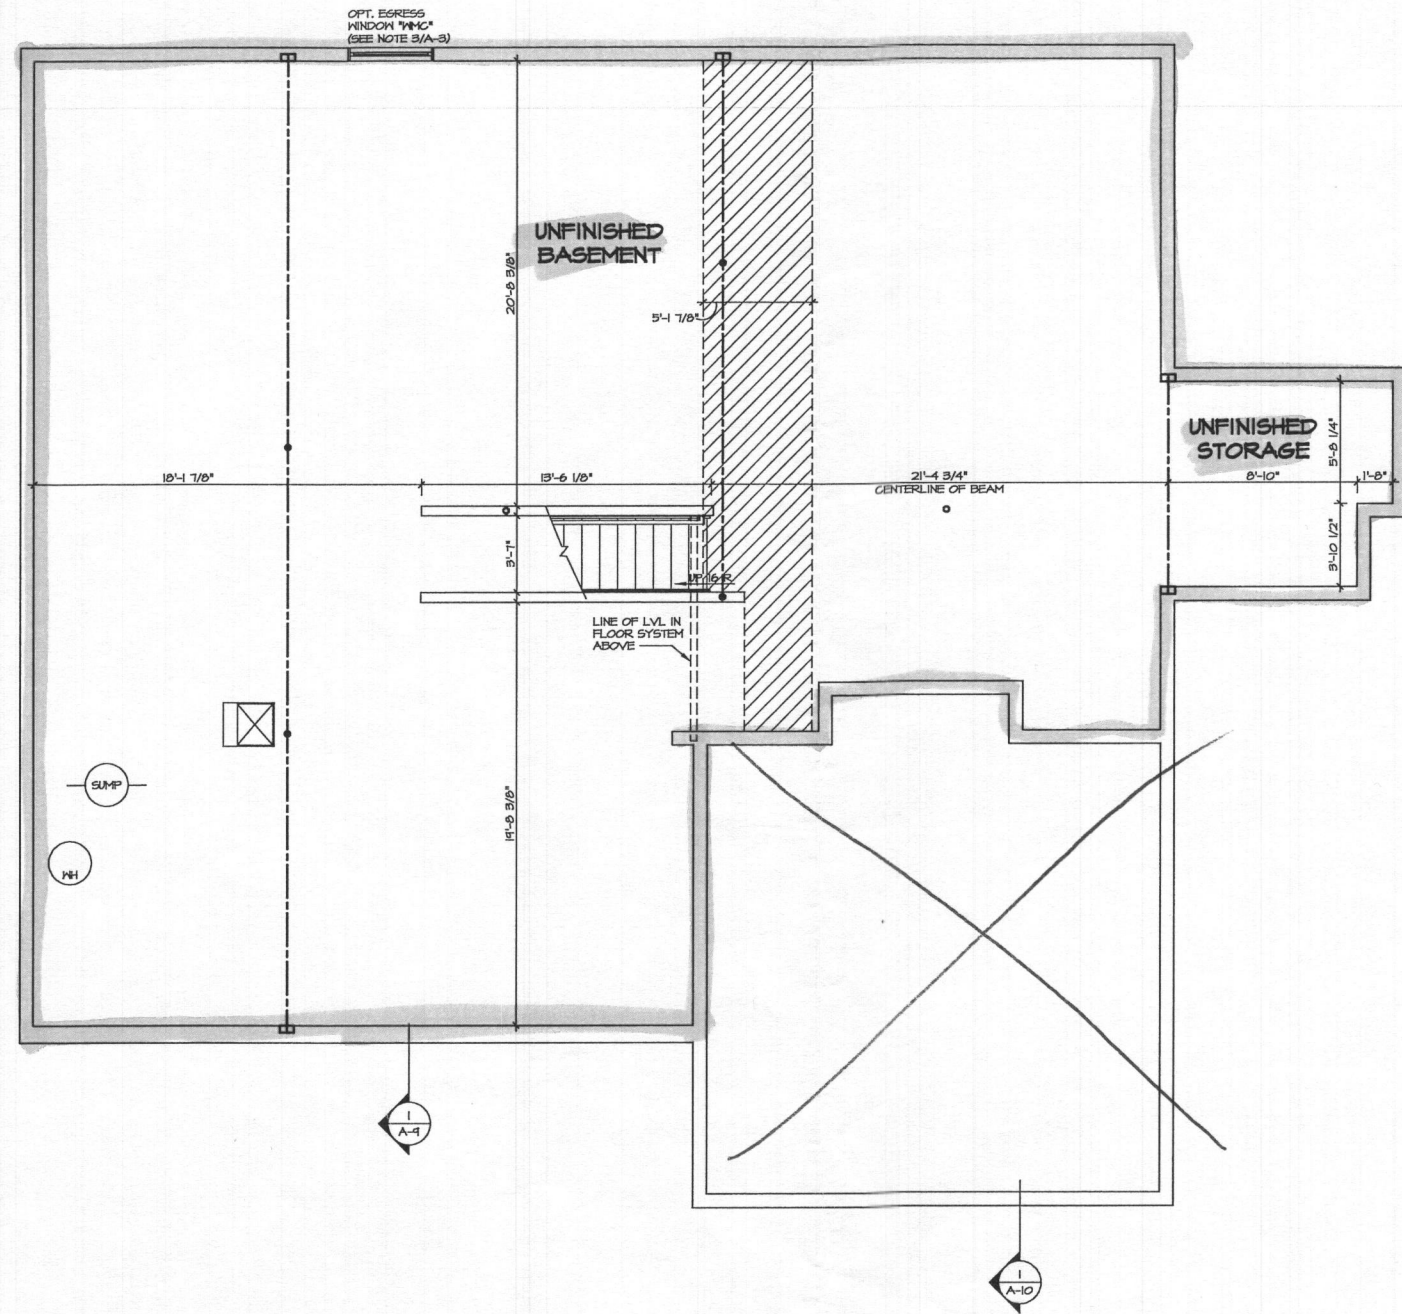 OPT. EGRESS
WINDOW "WMC"
(SEE NOTE 3/A-3)
UNFINISHED
BASEMENT
20'-8 3/8"
5'-1 7/8"
UNFINISHED
STORAGE
5'-8 1/4"
18'-1 7/8"
13'-6 1/8"
21'-4 3/4"
CENTERLINE OF BEAM
8'-10"
1'-8"
3'-7"
3'-10 1/2"
UP 16 R
LINE OF LVL IN
FLOOR SYSTEM
ABOVE
SUMP
19'-8 3/8"
WH
1
A-9
1
A-10